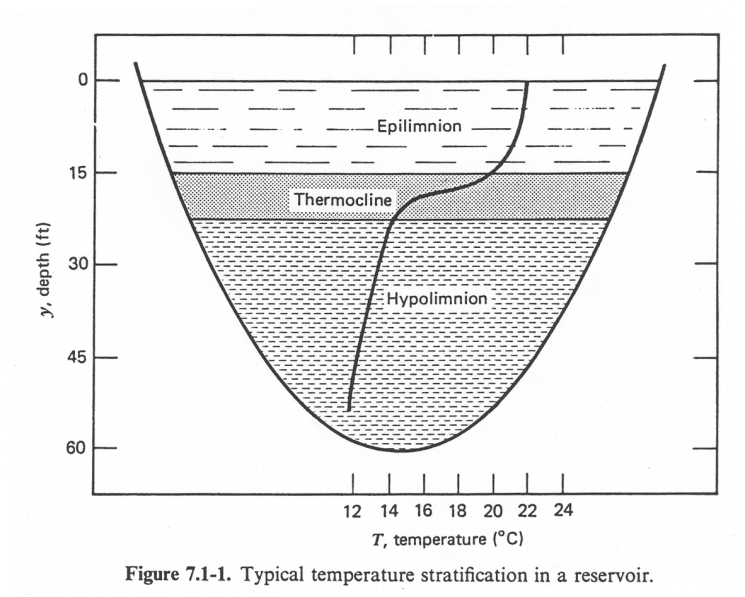 0
Epilimnion
15
Thermocline
30
Hypolimnion
45
60
y, depth (ft)
12 14 16 18 20 22 24
T, temperature (°C)
Figure 7.1-1. Typical temperature stratification in a reservoir.